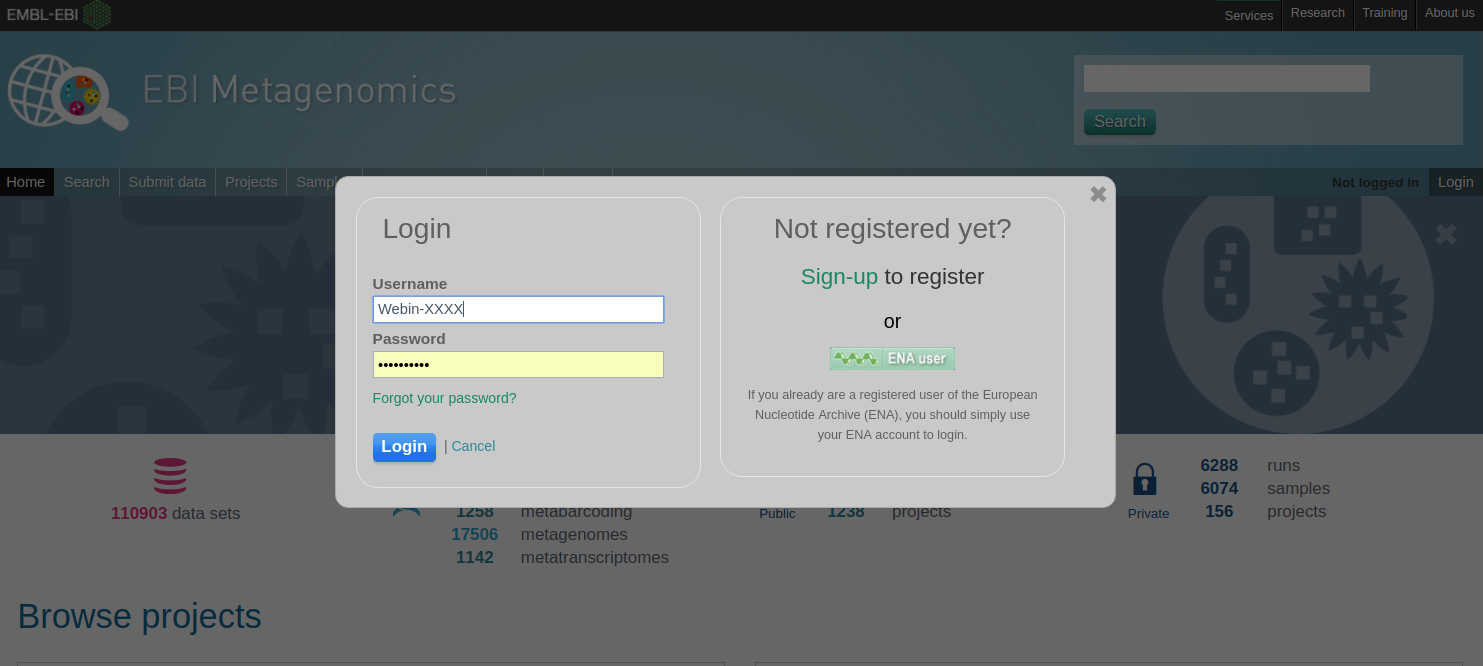 EMBL-EBI
Services
Research
Training
About us
EBI Metagenomics
Search
Home
Search
Submit data
Projects
Not logged in
Login
Login
Username
Webin-XXXX
Password
••••••••••
Forgot your password?
Login | Cancel
Not registered yet?
Sign-up to register
or
ENA user
If you already are a registered user of the European
Nucleotide Archive (ENA), you should simply use
your ENA account to login.
110903 data sets
1258 metabarcoding
17506 metagenomes
1142 metatranscriptomes
Public
1238 projects
Private
6288 runs
6074 samples
156 projects
Browse projects